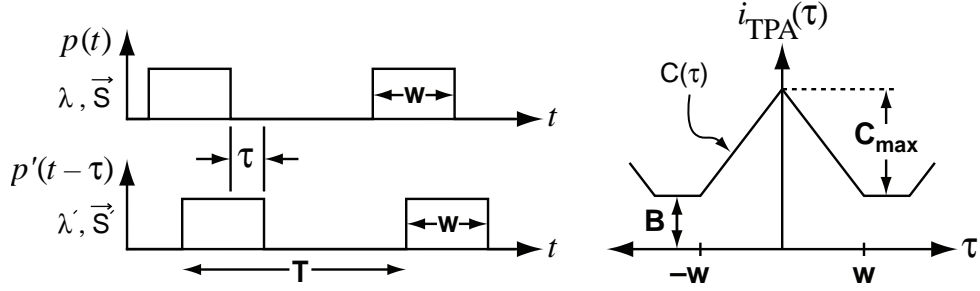 p(t)
λ , S⃗
w
t
τ
p′(t − τ)
λ′, S⃗′
w
t
T
i_TPA(τ)
C(τ)
C_max
B
−w
w
τ